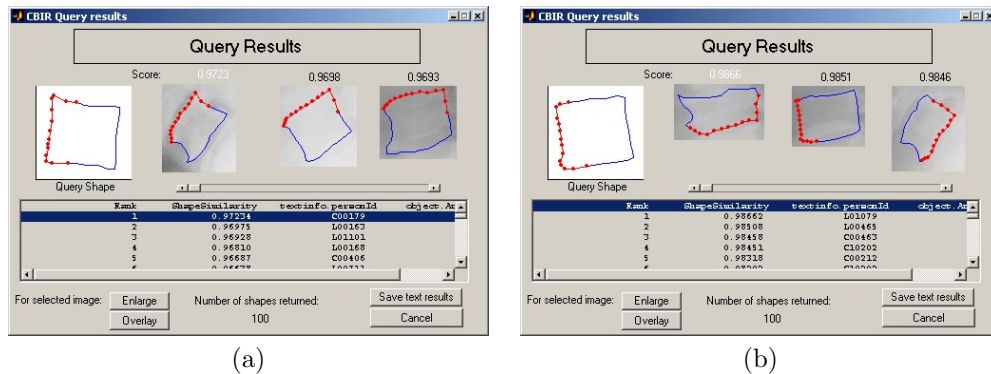 CBIR Query results
Query Results
Score: 0.9723 0.9698 0.9693
Query Shape
Rank ShapeSimilarity textinfo.personId object.Ar
1 0.97234 C00179
2 0.96975 L00163
3 0.96928 L01101
4 0.96810 L00168
5 0.96687 C00406
For selected image: Enlarge Number of shapes returned: Save text results
Overlay 100 Cancel
(a)
CBIR Query results
Query Results
Score: 0.9866 0.9851 0.9846
Query Shape
Rank ShapeSimilarity textinfo.personId object.Ar
1 0.98662 L01079
2 0.98508 L00465
3 0.98458 C00463
4 0.98451 C10202
5 0.98318 C00212
For selected image: Enlarge Number of shapes returned: Save text results
Overlay 100 Cancel
(b)